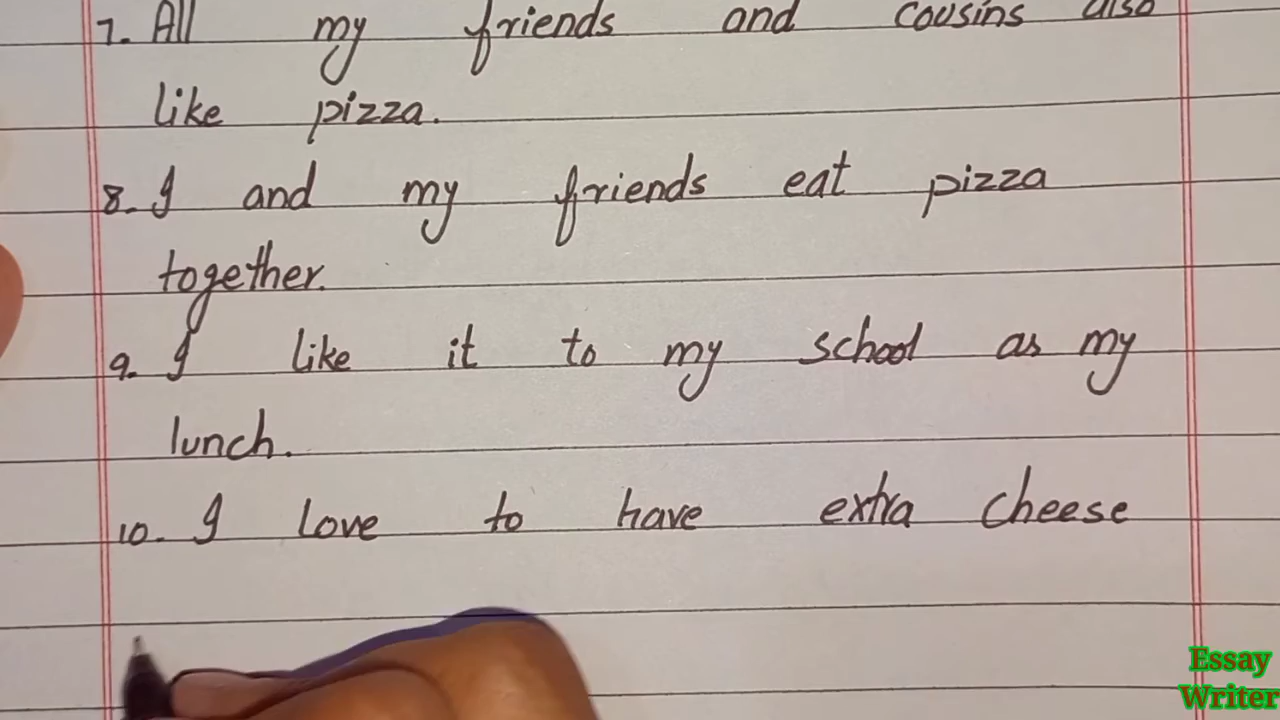 7. All my friends and cousins also
like pizza.
8. I and my friends eat pizza
together.
9. I like it to my school as my
lunch.
10. I love to have extra cheese
Essay
Writer